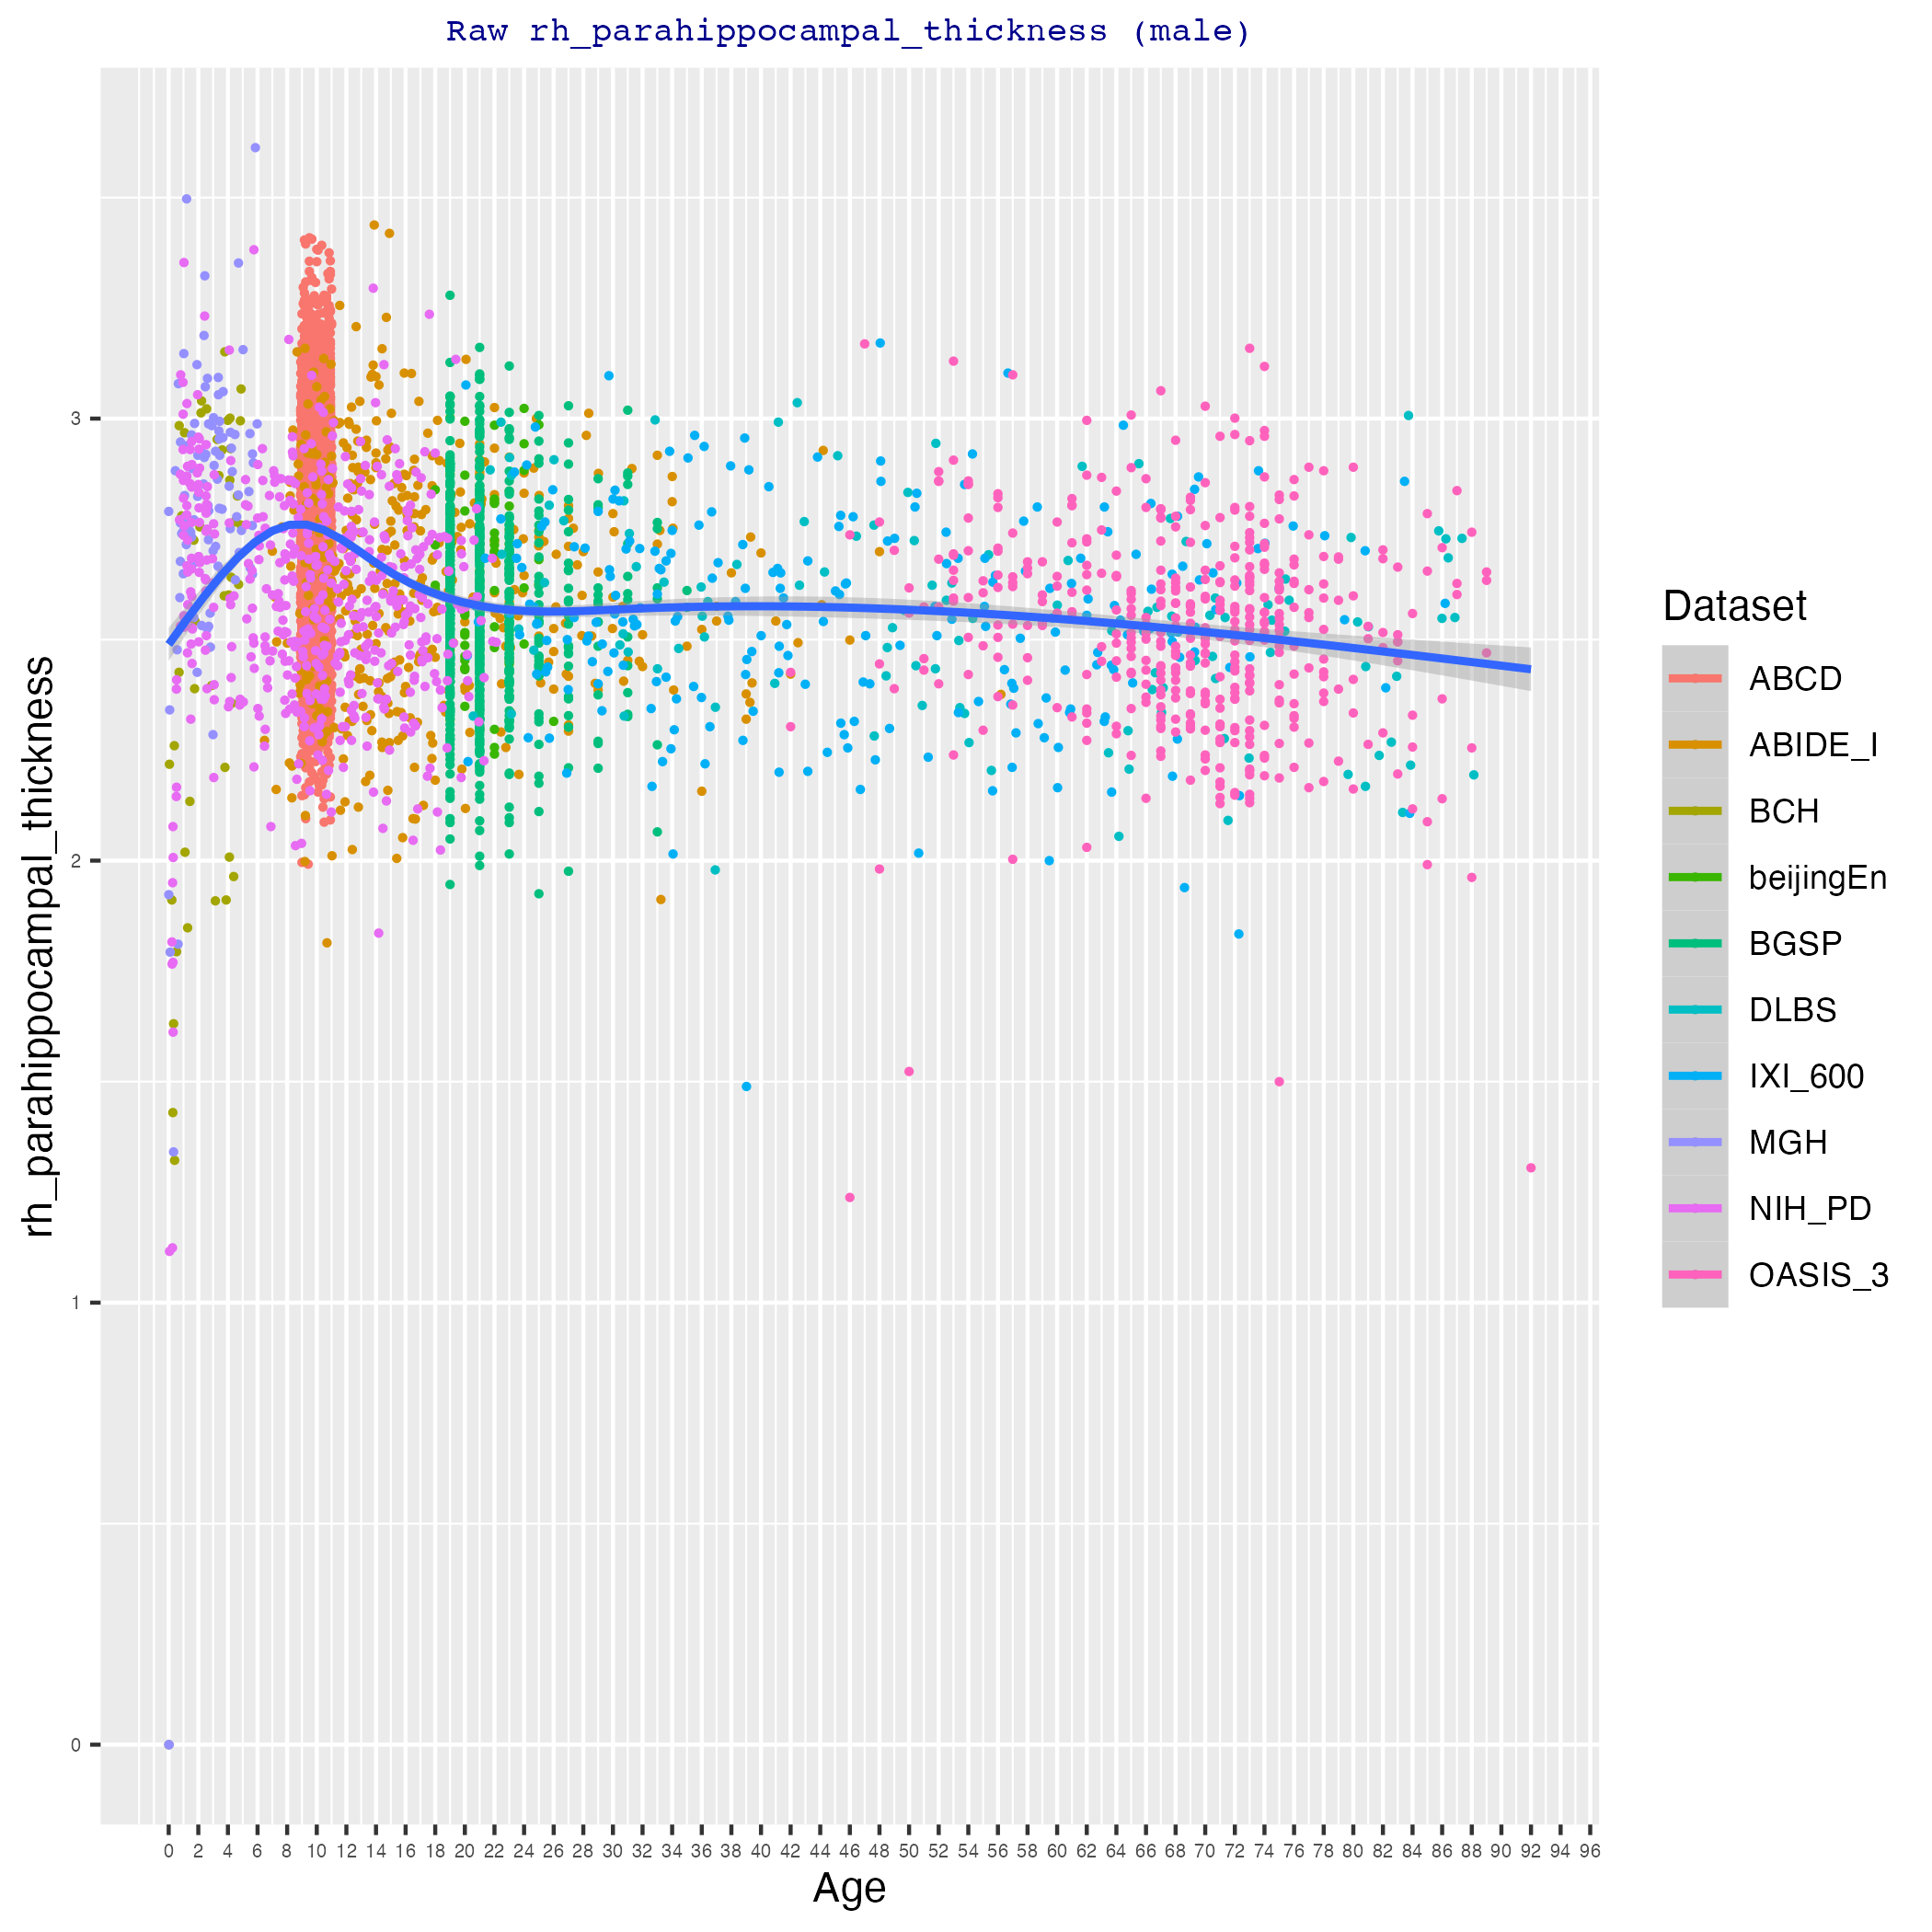 Raw rh_parahippocampal_thickness (male)
rh_parahippocampal_thickness
3
2
1
0
0 2 4 6 8 10 12 14 16 18 20 22 24 26 28 30 32 34 36 38 40 42 44 46 48 50 52 54 56 58 60 62 64 66 68 70 72 74 76 78 80 82 84 86 88 90 92 94 96
Age
Dataset
ABCD
ABIDE_I
BCH
beijingEn
BGSP
DLBS
IXI_600
MGH
NIH_PD
OASIS_3